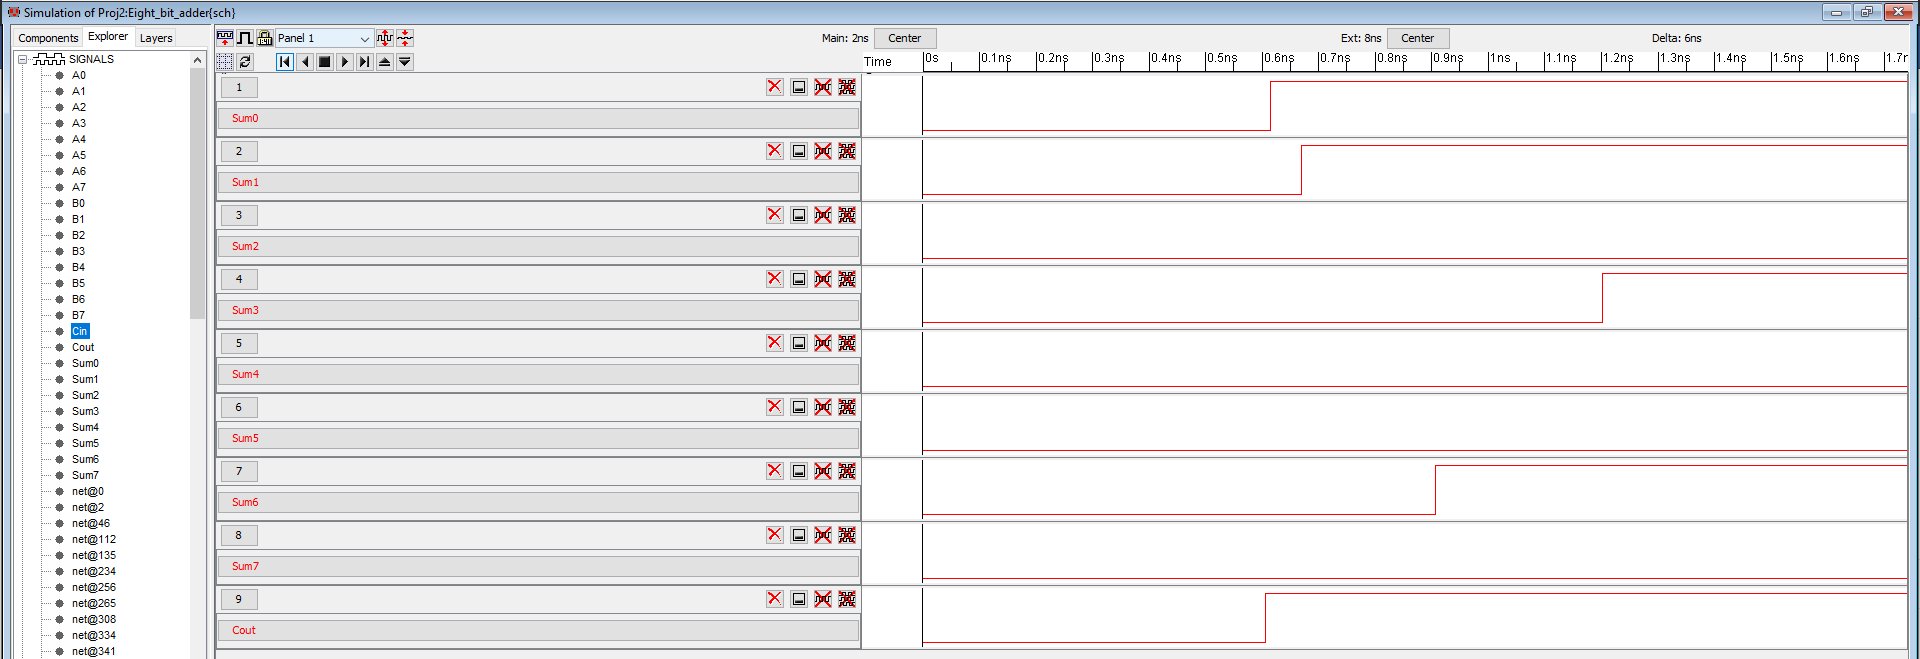 Simulation of Proj2:Eight_bit_adder{sch}
Components Explorer Layers
SIGNALS
A0
A1
A2
A3
A4
A5
A6
A7
B0
B1
B2
B3
B4
B5
B6
B7
Cin
Cout
Sum0
Sum1
Sum2
Sum3
Sum4
Sum5
Sum6
Sum7
net@0
net@2
net@46
net@112
net@135
net@234
net@256
net@265
net@308
net@334
net@341
Panel 1
Main: 2ns Center Ext: 8ns Center Delta: 6ns
Time 0s 0.1ns 0.2ns 0.3ns 0.4ns 0.5ns 0.6ns 0.7ns 0.8ns 0.9ns 1ns 1.1ns 1.2ns 1.3ns 1.4ns 1.5ns 1.6ns 1.7n
1
Sum0
2
Sum1
3
Sum2
4
Sum3
5
Sum4
6
Sum5
7
Sum6
8
Sum7
9
Cout